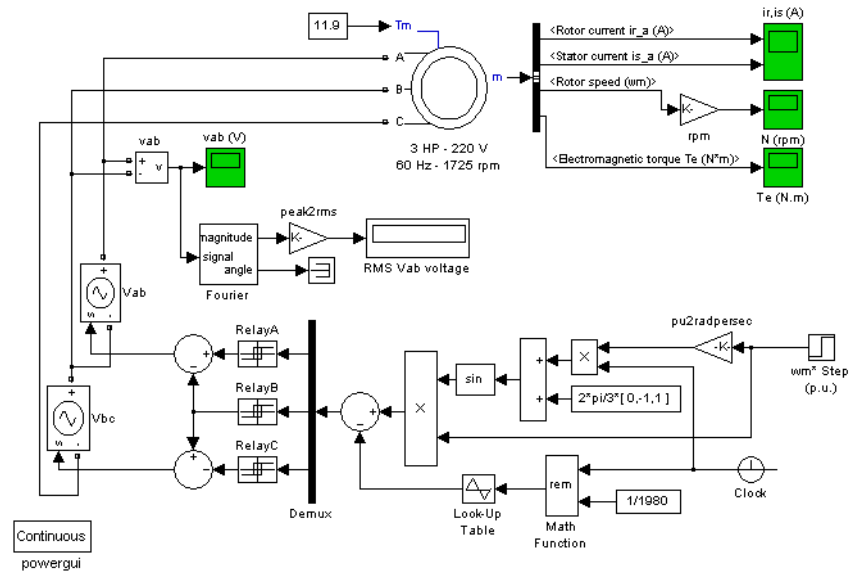 11.9
Tm
A
B
C
m
3 HP - 220 V
60 Hz - 1725 rpm
<Rotor current ir_a (A)>
<Stator current is_a (A)>
<Rotor speed (wm)>
<Electromagnetic torque Te (N*m)>
ir,is (A)
K-
rpm
N (rpm)
Te (N.m)
vab
+
-
v
vab (V)
magnitude
signal
angle
Fourier
peak2rms
K-
RMS Vab voltage
+
s
-
Vab
+
s
-
Vbc
+
-
+
-
RelayA
RelayB
RelayC
Demux
+
-
×
sin
+
+
×
2*pi/3*[ 0,-1,1 ]
pu2radpersec
-K-
wm* Step
(p.u.)
Clock
rem
Math
Function
1/1980
Look-Up
Table
Continuous
powergui